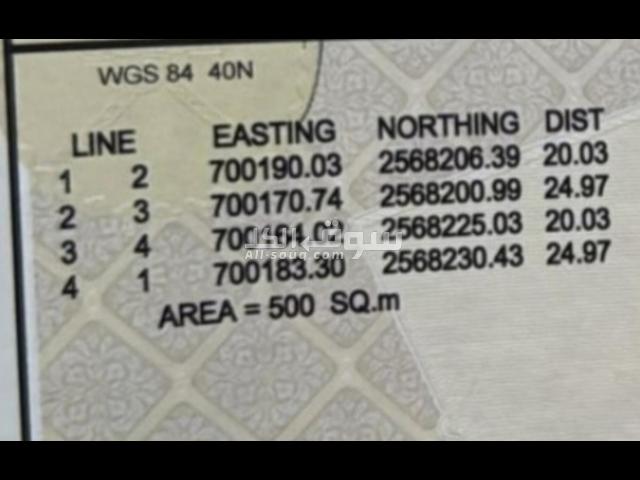 WGS 84 40N
LINE EASTING NORTHING DIST
1 2 700190.03 2568206.39 20.03
2 3 700170.74 2568200.99 24.97
3 4 2568225.03 20.03
4 1 700183.30 2568230.43 24.97
AREA = 500 SQ.m
سوق الكل
All-souq.com